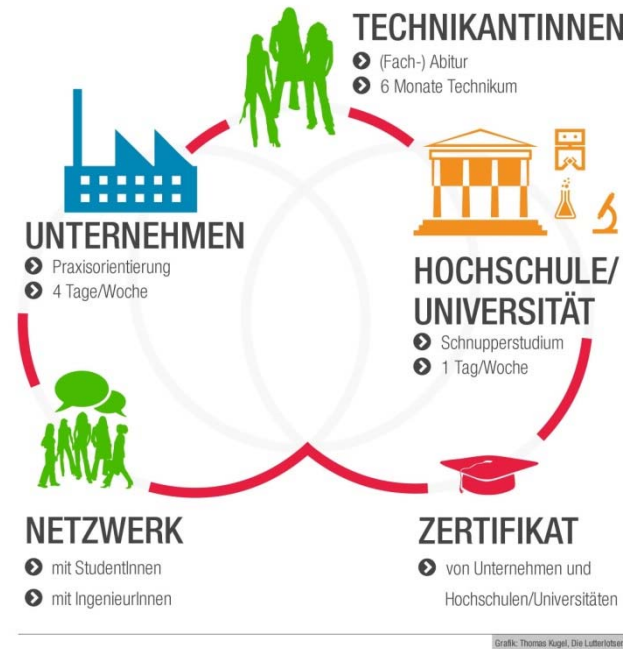 TECHNIKANTINNEN
(Fach-) Abitur
6 Monate Technikum
UNTERNEHMEN
Praxisorientierung
4 Tage/Woche
HOCHSCHULE/
UNIVERSITÄT
Schnupperstudium
1 Tag/Woche
NETZWERK
mit StudentInnen
mit IngenieurInnen
ZERTIFIKAT
von Unternehmen und
Hochschulen/Universitäten
Grafik: Thomas Kugel, Die Lutterlotsen